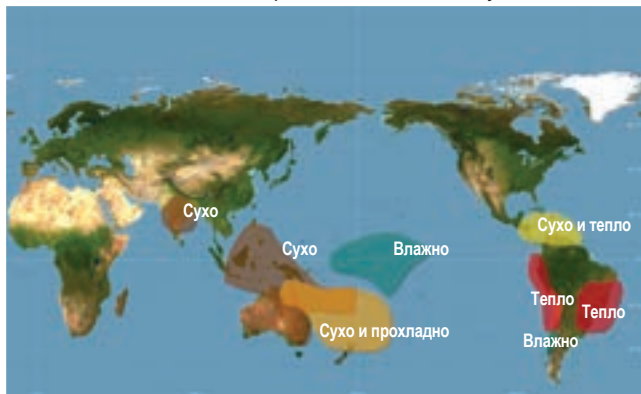 Сухо
Сухо и тепло
Сухо
Влажно
Тепло
Тепло
Сухо и прохладно
Влажно